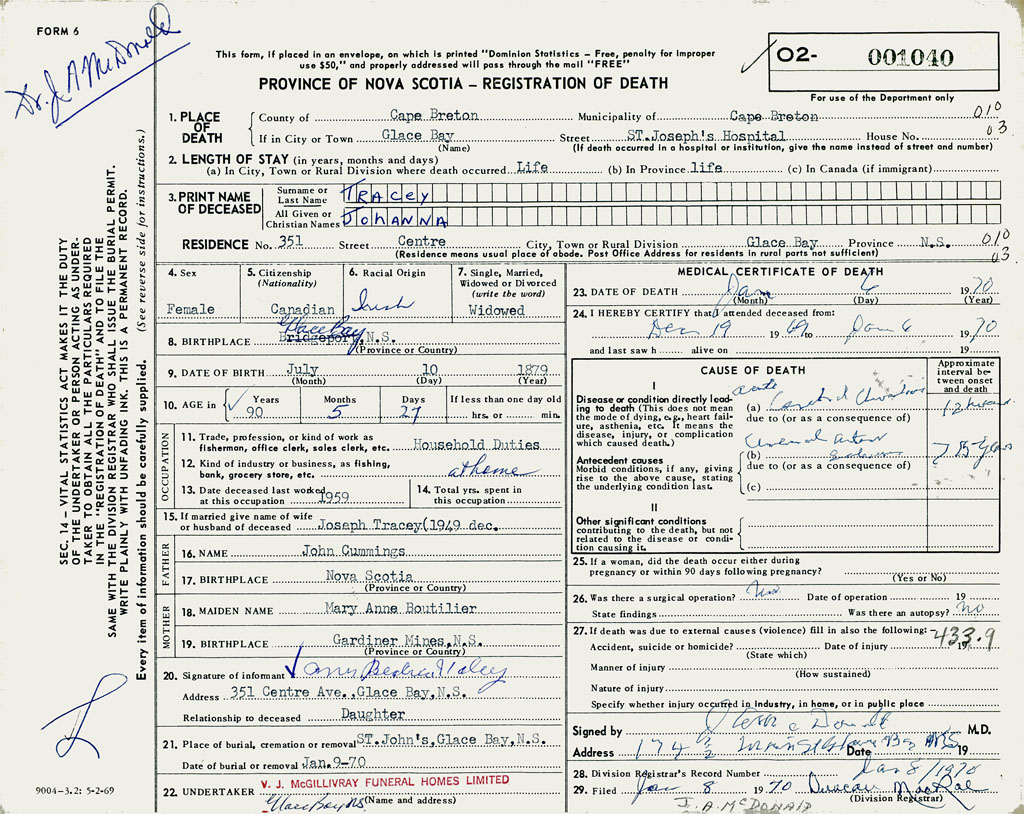 FORM 6
Dr. J A McDonald
This form, if placed in an envelope, on which is printed "Dominion Statistics – Free, penalty for improper
use $50," and properly addressed will pass through the mail "FREE"
PROVINCE OF NOVA SCOTIA – REGISTRATION OF DEATH
O2- 001040
For use of the Department only
1. PLACE OF DEATH
County of Cape Breton Municipality of Cape Breton 010
If in City or Town Glace Bay Street ST.Joseph's Hospital House No. 03
(Name) (If death occurred in a hospital or institution, give the name instead of street and number)
2. LENGTH OF STAY (in years, months and days)
(a) In City, Town or Rural Division where death occurred Life (b) In Province life (c) In Canada (if immigrant)
3. PRINT NAME OF DECEASED
Surname or Last Name TRACEY
All Given or Christian Names JOHANNA
RESIDENCE No. 351 Street Centre City, Town or Rural Division Glace Bay Province N.S. 010
(Residence means usual place of abode. Post Office Address for residents in rural parts not sufficient) 03
4. Sex
Female
5. Citizenship
(Nationality)
Canadian
6. Racial Origin
Irish
7. Single, Married,
Widowed or Divorced
(write the word)
Widowed
Glace Bay
8. BIRTHPLACE Bridgeport, N.S.
(Province or Country)
9. DATE OF BIRTH July 10 1879
(Month) (Day) (Year)
10. AGE in Years Months Days If less than one day
90 5 27 hrs. or min.
OCCUPATION
11. Trade, profession, or kind of work as
fishermen, office clerk, sales clerk, etc. Household Duties
12. Kind of industry or business, as fishing,
bank, grocery store, etc. at home
13. Date deceased last worked
at this occupation 1959
14. Total yrs. spent in
this occupation
15. If married give name of wife
or husband of deceased Joseph Tracey(1949 dec.
FATHER
16. NAME John Cummings
17. BIRTHPLACE Nova Scotia
(Province or Country)
MOTHER
18. MAIDEN NAME Mary Anne Boutilier
19. BIRTHPLACE Gardiner Mines,N.S.
(Province or Country)
20. Signature of informant
Address 351 Centre Ave.,Glace Bay,N.S.
Relationship to deceased Daughter
21. Place of burial, cremation or removal ST.John's,Glace Bay,N.S.
Date of burial or removal Jan.9-70
22. UNDERTAKER V. J. McGILLIVRAY FUNERAL HOMES LIMITED
Glace Bay NS (Name and address)
MEDICAL CERTIFICATE OF DEATH
23. DATE OF DEATH Jan 6 1970
(Month) (Day) (Year)
24. I HEREBY CERTIFY that I attended deceased from:
Dec 19 1969 to Jan 6 1970
and last saw h alive on 19
CAUSE OF DEATH
Approximate interval between onset and death
I
Disease or condition directly leading to death (This does not mean the mode of dying, e.g., heart failure, asthenia, etc. It means the disease, injury, or complication which caused death.)
acute
(a)
due to (or as a consequence of)
Antecedent causes
Morbid conditions, if any, giving rise to the above cause, stating the underlying condition last.
(b)
due to (or as a consequence of)
(c)
II
Other significant conditions
contributing to the death, but not related to the disease or condition causing it.
25. If a woman, did the death occur either during
pregnancy or within 90 days following pregnancy?
(Yes or No)
26. Was there a surgical operation? No Date of operation 19
State findings Was there an autopsy? No
27. If death was due to external causes (violence) fill in also the following: 433.9
Accident, suicide or homicide? Date of injury 19
(State which)
Manner of injury
(How sustained)
Nature of injury
Specify whether injury occurred in industry, in home, or in public place
Signed by M.D.
Address 174 1/2 Date 19
28. Division Registrar's Record Number Jan 8/1970
29. Filed Jan 8 1970 Duncan MacRae
(Division Registrar)
J. A. McDONALD
SEC. 14 – VITAL STATISTICS ACT MAKES IT THE DUTY
OF THE UNDERTAKER OR PERSON ACTING AS UNDER-
TAKER TO OBTAIN ALL THE PARTICULARS REQUIRED
IN THE "REGISTRATION OF DEATH" AND TO FILE THE
SAME WITH THE DIVISION REGISTRAR WHO SHALL ISSUE THE BURIAL PERMIT.
WRITE PLAINLY WITH UNFADING INK. THIS IS A PERMANENT RECORD.
Every item of information should be carefully supplied. (See reverse side for instructions.)
9004-3.2: 5-2-69